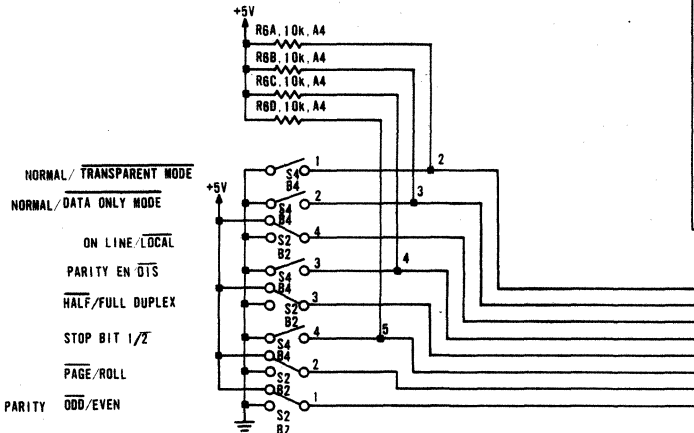 +5V
R6A, 10k, A4
R6B, 10k, A4
R6C, 10k, A4
R6D, 10k, A4
NORMAL/ TRANSPARENT MODE
1
2
S4
B4
+5V
NORMAL/DATA ONLY MODE
2
3
S4
B4
ON LINE/LOCAL
4
S2
B2
PARITY EN DIS
3
4
S4
B4
HALF/FULL DUPLEX
3
S2
B2
STOP BIT 1/2
4
5
S4
B4
PAGE/ROLL
2
S2
B2
PARITY ODD/EVEN
1
S2
B2